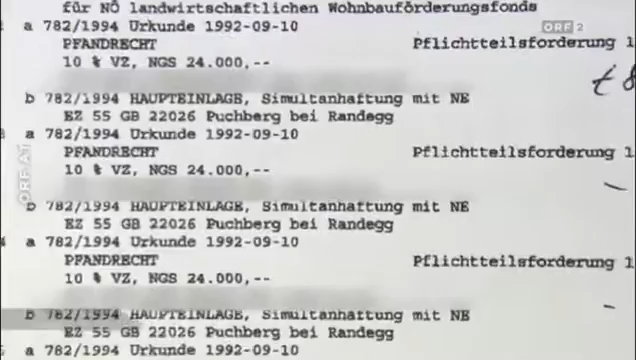 für NÖ landwirtschaftlichen Wohnbauförderungsfonds
a 782/1994 Urkunde 1992-09-10
ORF 2
PFANDRECHT Pflichtteilsforderung 1
10 % VZ, NGS 24.000,--
b 782/1994 HAUPTEINLAGE, Simultanhaftung mit NE
EZ 55 GB 22026 Puchberg bei Randegg
a 782/1994 Urkunde 1992-09-10
PFANDRECHT Pflichtteilsforderung 1
10 % VZ, NGS 24.000,--
ORF.AT
b 782/1994 HAUPTEINLAGE, Simultanhaftung mit NE
EZ 55 GB 22026 Puchberg bei Randegg
a 782/1994 Urkunde 1992-09-10
PFANDRECHT Pflichtteilsforderung 1
10 % VZ, NGS 24.000,--
b 782/1994 HAUPTEINLAGE, Simultanhaftung mit NE
EZ 55 GB 22026 Puchberg bei Randegg
a 782/1994 Urkunde 1992-09-10